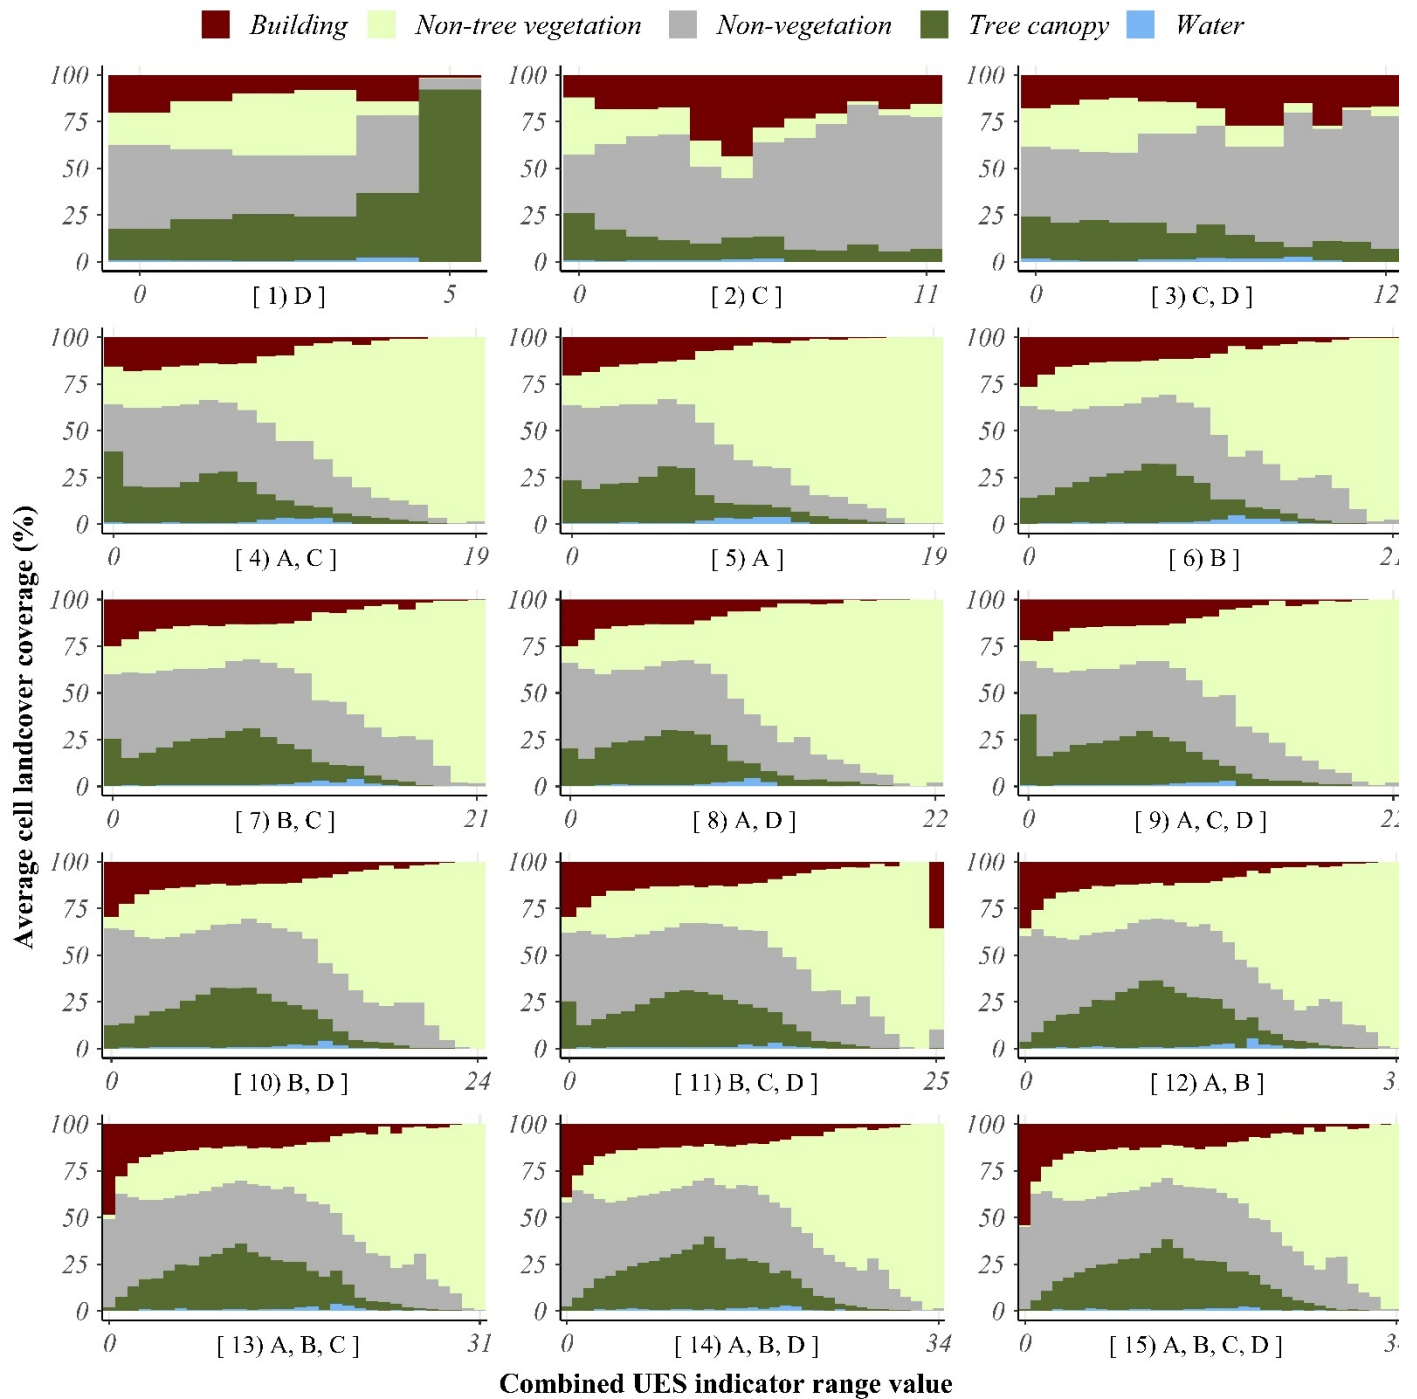 Building Non-tree vegetation Non-vegetation Tree canopy Water
Average cell landcover coverage (%)
100 100 100
75 75 75
50 50 50
25 25 25
0 0 0
0 [ 1) D ] 5 0 [ 2) C ] 11 0 [ 3) C, D ] 12
100 100 100
75 75 75
50 50 50
25 25 25
0 0 0
0 [ 4) A, C ] 19 0 [ 5) A ] 19 0 [ 6) B ] 21
100 100 100
75 75 75
50 50 50
25 25 25
0 0 0
0 [ 7) B, C ] 21 0 [ 8) A, D ] 22 0 [ 9) A, C, D ]
100 100 100
75 75 75
50 50 50
25 25 25
0 0 0
0 [ 10) B, D ] 24 0 [ 11) B, C, D ] 25 0 [ 12) A, B ]
100 100 100
75 75 75
50 50 50
25 25 25
0 0 0
0 [ 13) A, B, C ] 31 0 [ 14) A, B, D ] 34 0 [ 15) A, B, C, D ]
Combined UES indicator range value